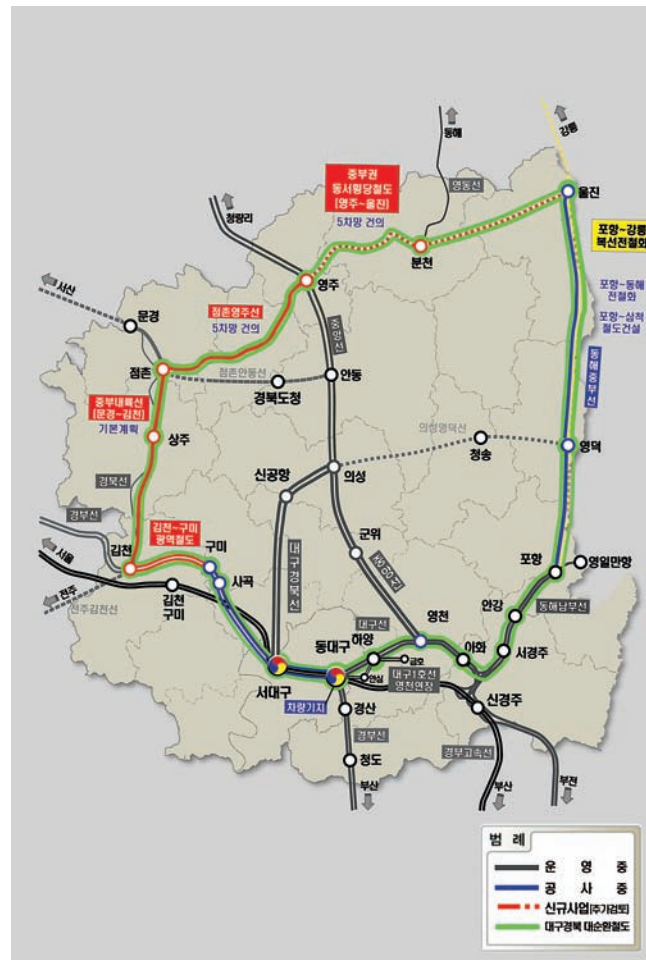 강릉
동해
중부권
동서횡당철도
(영주~울진)
5차망 건의
영동선
울진
청량리
포항~강릉
복선전철화
분천
서산
영주
포항~동해
전철화
문경
점촌영주선
5차망 건의
포항~삼척
철도건설
중앙선
점촌
점촌안동선
안동
경북도청
동해중부선
중부내륙선
(문경~김천)
기본계획
상주
의성영덕선
영덕
신공항
의성
청송
경북선
경부선
김천~구미
광역철도
군위
서울
김천
구미
대구경북선
중앙선
포항
영일만항
사곡
전주
전주김천선
김천
구미
영천
안강
동해남부선
대구선
동대구
하양
아화
서경주
금호
안심
서대구
대구1호선
영천연장
신경주
차량기지
경산
경부선
경부고속선
청도
부산
부산
부전
범 례
운 영 중
공 사 중
신규사업(추가검토)
대구경북 대순환철도